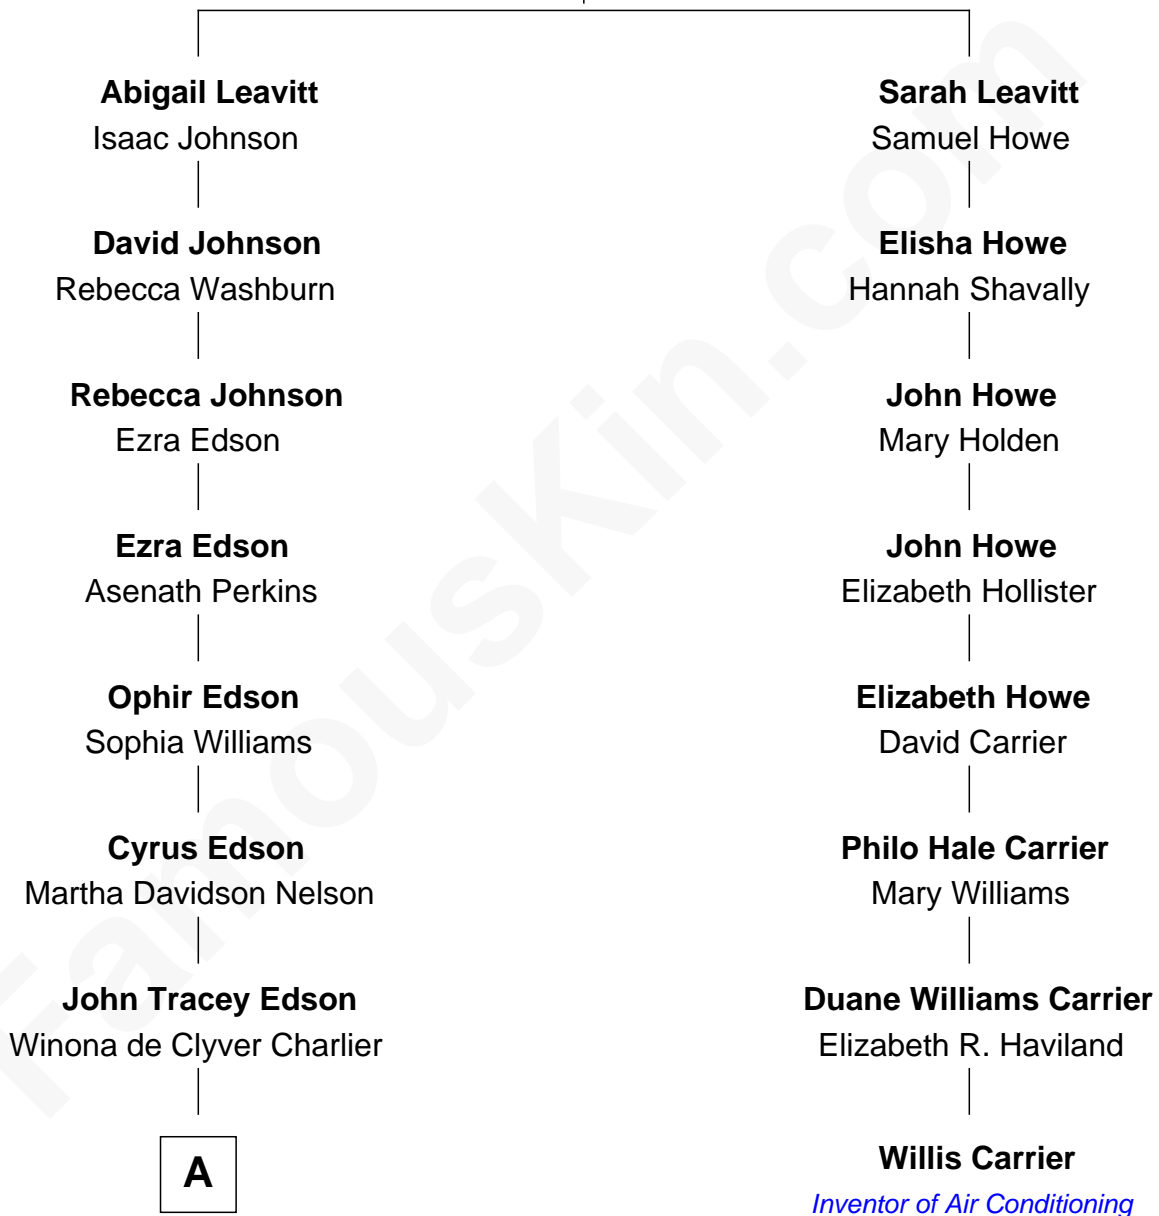 Abigail Leavitt
Isaac Johnson
David Johnson
Rebecca Washburn
Rebecca Johnson
Ezra Edson
Ezra Edson
Asenath Perkins
Ophir Edson
Sophia Williams
Cyrus Edson
Martha Davidson Nelson
John Tracey Edson
Winona de Clyver Charlier
A
Sarah Leavitt
Samuel Howe
Elisha Howe
Hannah Shavally
John Howe
Mary Holden
John Howe
Elizabeth Hollister
Elizabeth Howe
David Carrier
Philo Hale Carrier
Mary Williams
Duane Williams Carrier
Elizabeth R. Haviland
Willis Carrier
Inventor of Air Conditioning
FamousKin.com